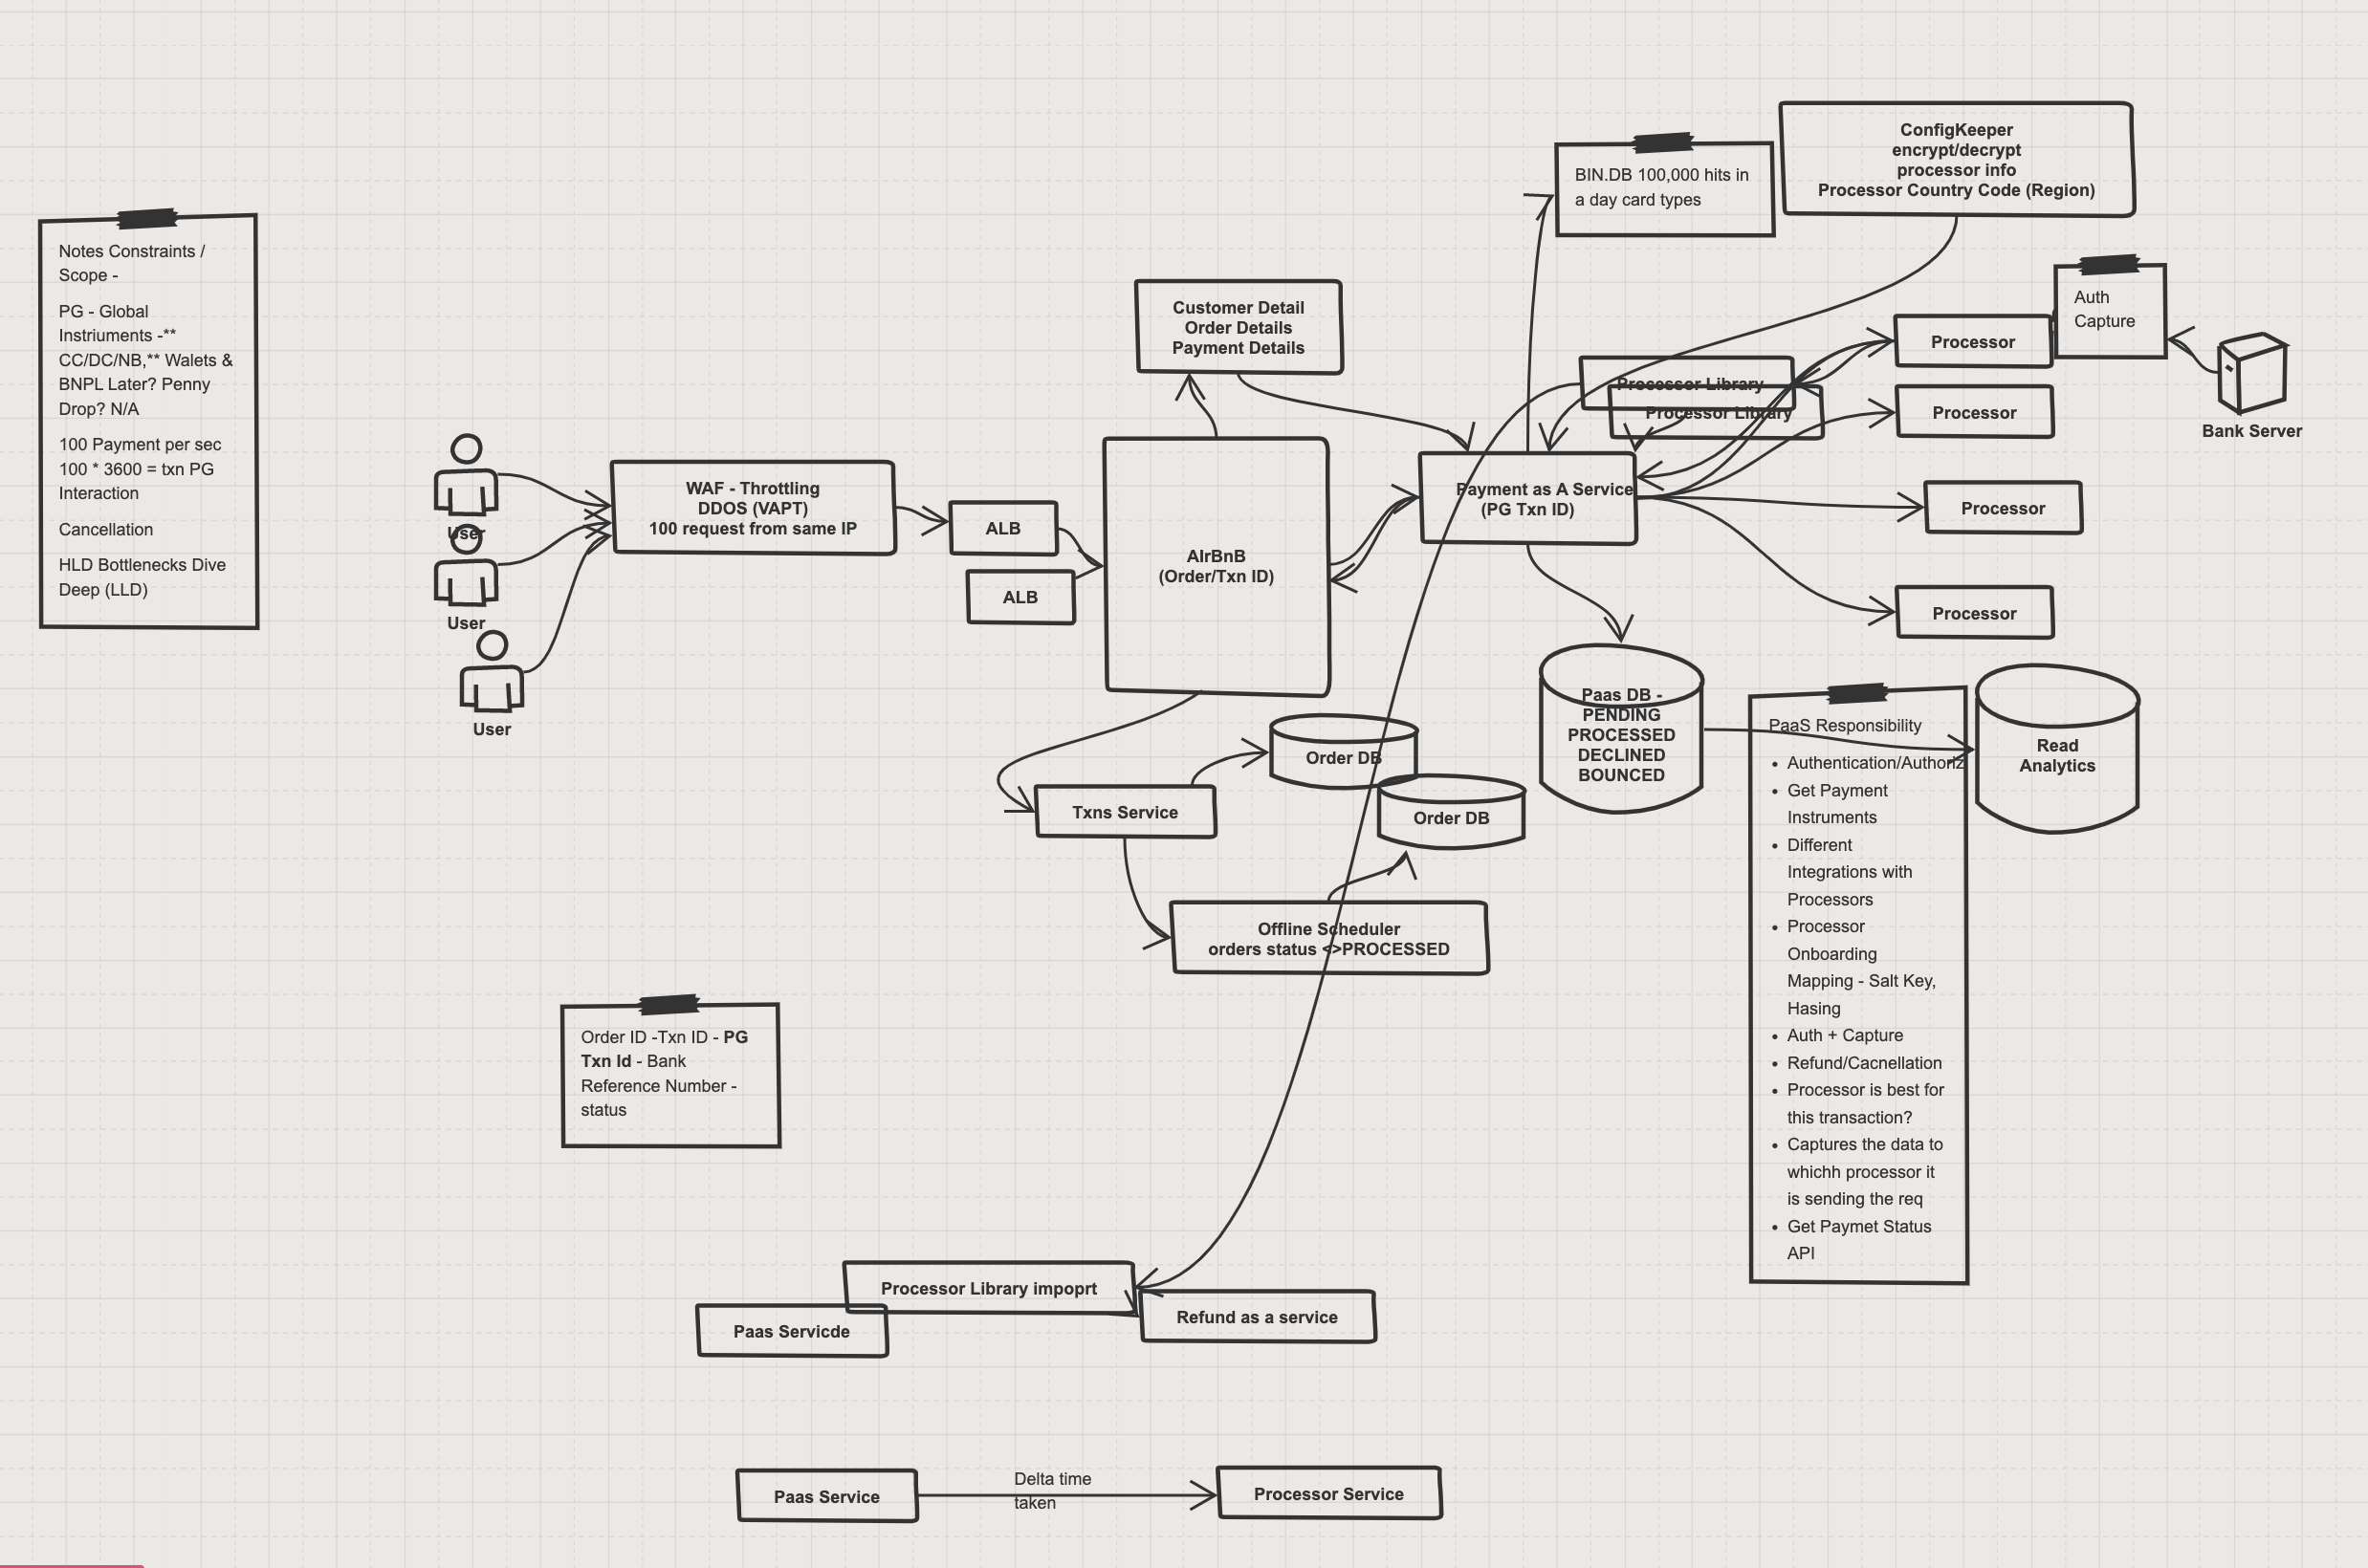 ConfigKeeper
encrypt/decrypt
processor info
Processor Country Code (Region)
BIN.DB 100,000 hits in
a day card types
Notes Constraints /
Scope -
PG - Global
Instriuments -**
CC/DC/NB,** Walets &
BNPL Later? Penny
Drop? N/A
100 Payment per sec
100 * 3600 = txn PG
Interaction
Cancellation
HLD Bottlenecks Dive
Deep (LLD)
Customer Detail
Order Details
Payment Details
Auth
Capture
Processor
Processor
Processor
Processor
Bank Server
Processor Library
Processor Library
User
User
User
WAF - Throttling
DDOS (VAPT)
100 request from same IP
ALB
ALB
AIrBnB
(Order/Txn ID)
Payment as A Service
(PG Txn ID)
Paas DB -
PENDING
PROCESSED
DECLINED
BOUNCED
PaaS Responsibility
Authentication/Authoriz
• Get Payment
Instruments
• Different
Integrations with
Processors
• Processor
Onboarding
Mapping - Salt Key,
Hasing
• Auth + Capture
• Refund/Cacnellation
• Processor is best for
this transaction?
• Captures the data to
whichh processor it
is sending the req
• Get Paymet Status
API
Read
Analytics
Order DB
Order DB
Txns Service
Offline Scheduler
orders status <>PROCESSED
Order ID -Txn ID - PG
Txn Id - Bank
Reference Number -
status
Processor Library impoprt
Paas Servicde
Refund as a service
Paas Service
Delta time
taken
Processor Service